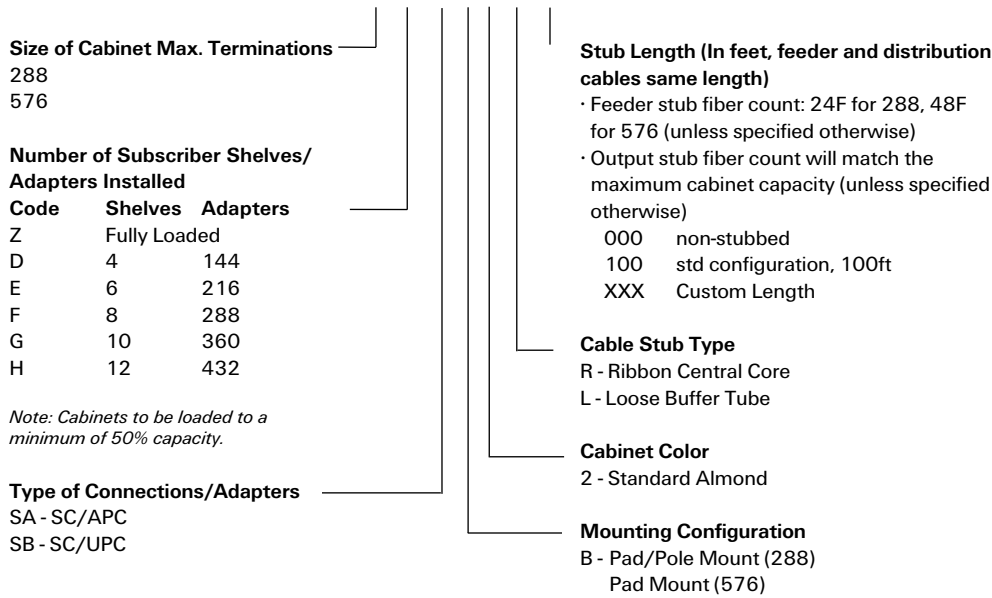 Size of Cabinet Max. Terminations
288
576
Number of Subscriber Shelves/
Adapters Installed
Code Shelves Adapters
Z Fully Loaded
D 4 144
E 6 216
F 8 288
G 10 360
H 12 432
Note: Cabinets to be loaded to a
minimum of 50% capacity.
Type of Connections/Adapters
SA - SC/APC
SB - SC/UPC
Stub Length (In feet, feeder and distribution
cables same length)
· Feeder stub fiber count: 24F for 288, 48F
for 576 (unless specified otherwise)
· Output stub fiber count will match the
maximum cabinet capacity (unless specified
otherwise)
000 non-stubbed
100 std configuration, 100ft
XXX Custom Length
Cable Stub Type
R - Ribbon Central Core
L - Loose Buffer Tube
Cabinet Color
2 - Standard Almond
Mounting Configuration
B - Pad/Pole Mount (288)
Pad Mount (576)